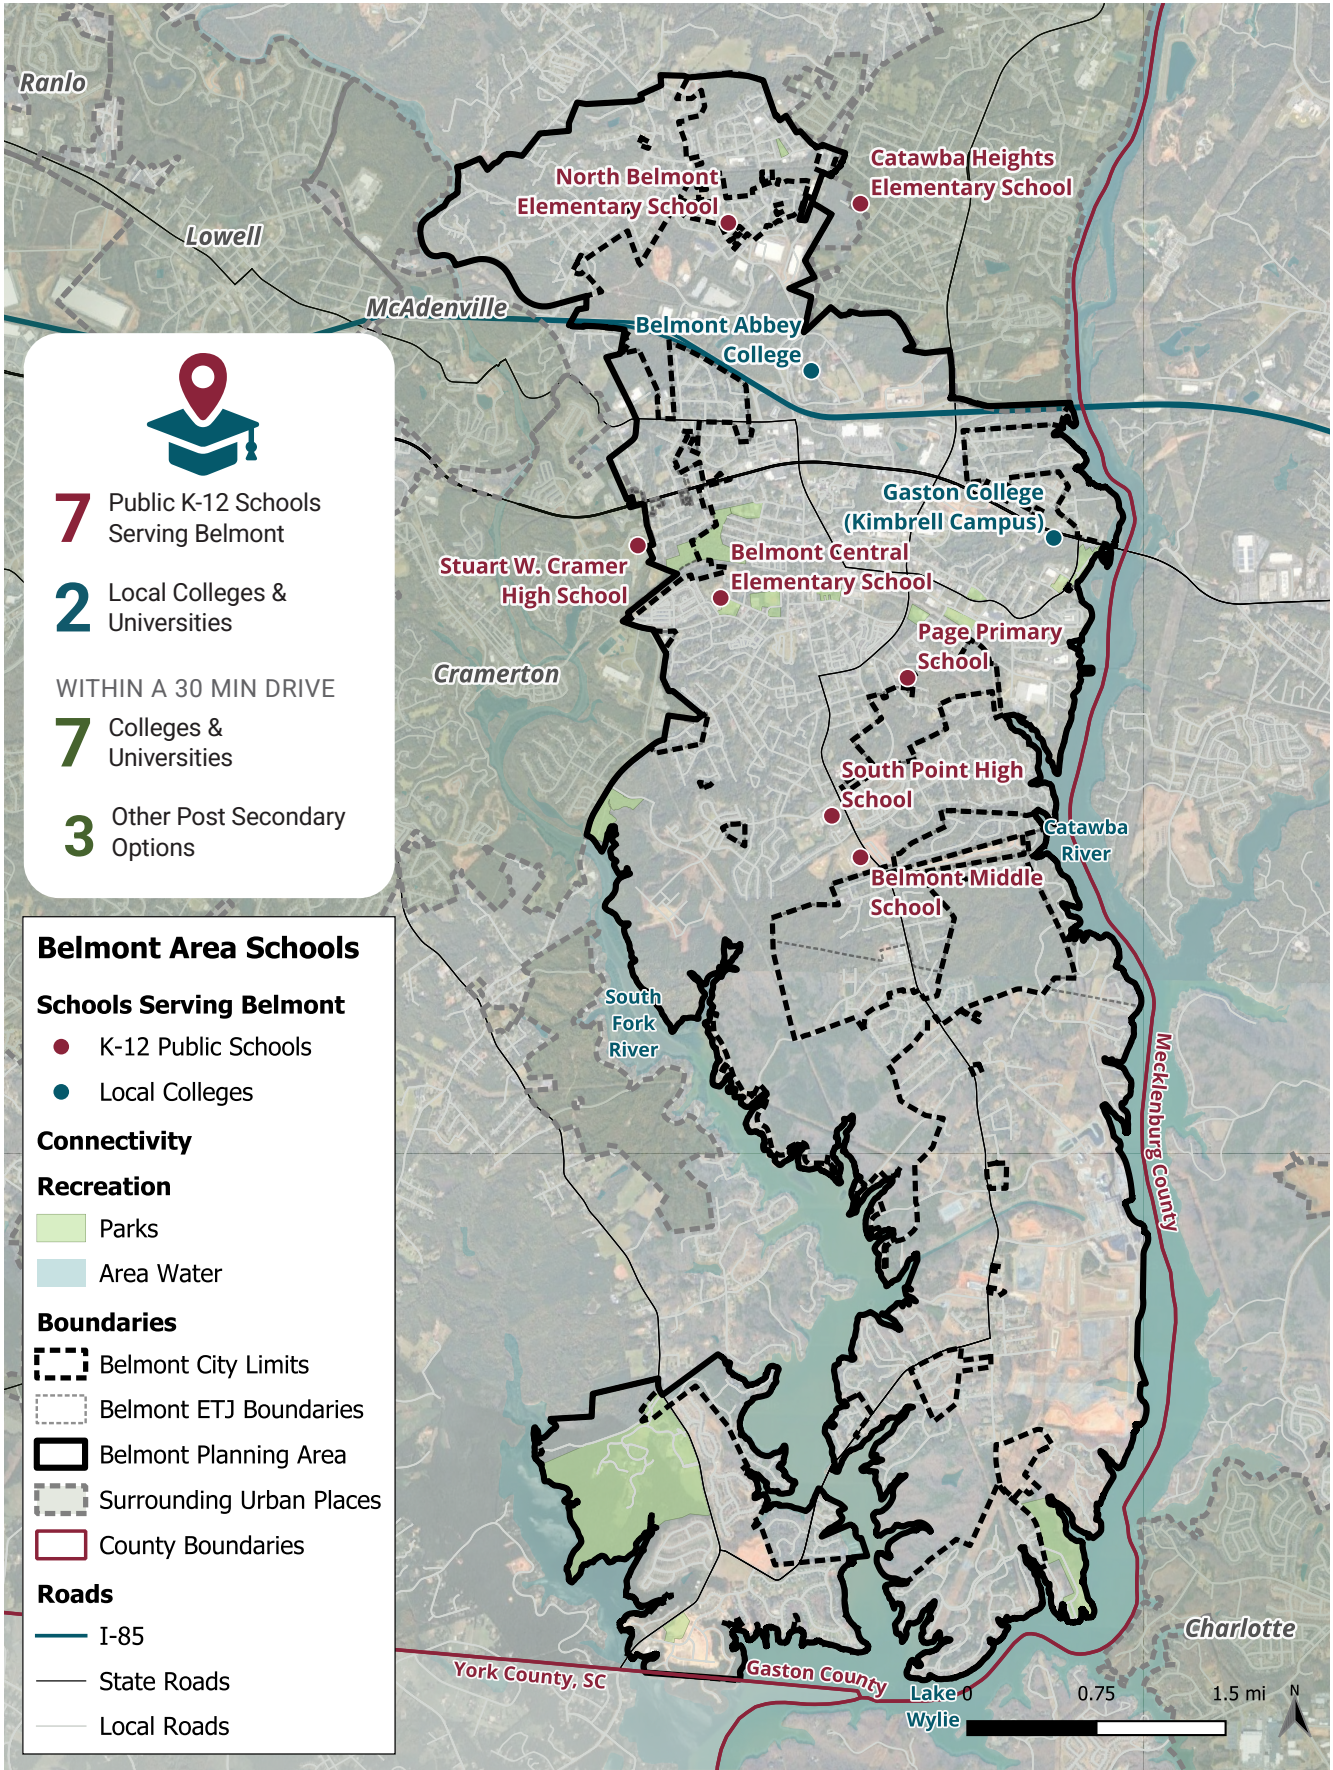 Ranlo
Lowell
McAdenville
North Belmont
Elementary School
Catawba Heights
Elementary School
Belmont Abbey
College
Gaston College
(Kimbrell Campus)
Stuart W. Cramer
High School
Belmont Central
Elementary School
Page Primary
School
Cramerton
South Point High
School
Catawba
River
Belmont Middle
School
South
Fork
River
Mecklenburg County
Charlotte
York County, SC
Gaston County
Lake
Wylie
0 0.75 1.5 mi
N
7 Public K-12 Schools
Serving Belmont
2 Local Colleges &
Universities
WITHIN A 30 MIN DRIVE
7 Colleges &
Universities
3 Other Post Secondary
Options
Belmont Area Schools
Schools Serving Belmont
K-12 Public Schools
Local Colleges
Connectivity
Recreation
Parks
Area Water
Boundaries
Belmont City Limits
Belmont ETJ Boundaries
Belmont Planning Area
Surrounding Urban Places
County Boundaries
Roads
I-85
State Roads
Local Roads